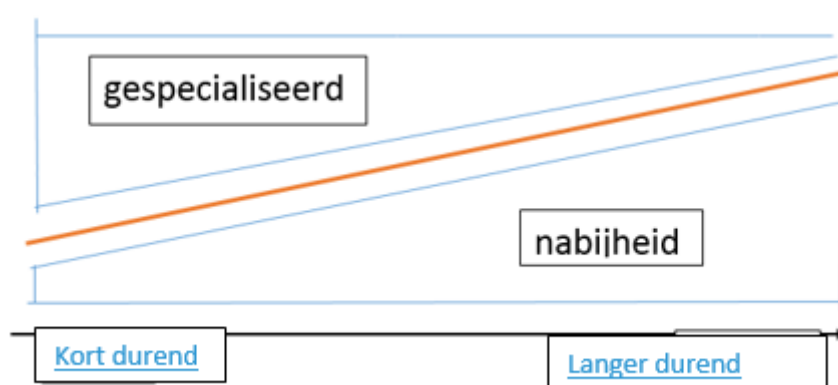 gespecialiseerd
nabijheid
Kort durend
Langer durend